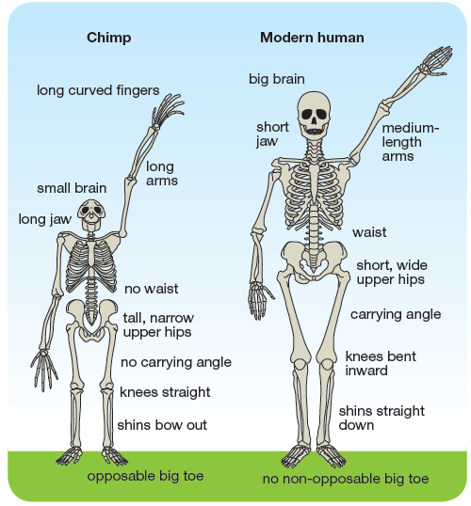 Chimp
long curved fingers
long
arms
small brain
long jaw
no waist
tall, narrow
upper hips
no carrying angle
knees straight
shins bow out
opposable big toe
Modern human
big brain
short
jaw
medium-
length
arms
waist
short, wide
upper hips
carrying angle
knees bent
inward
shins straight
down
no non-opposable big toe